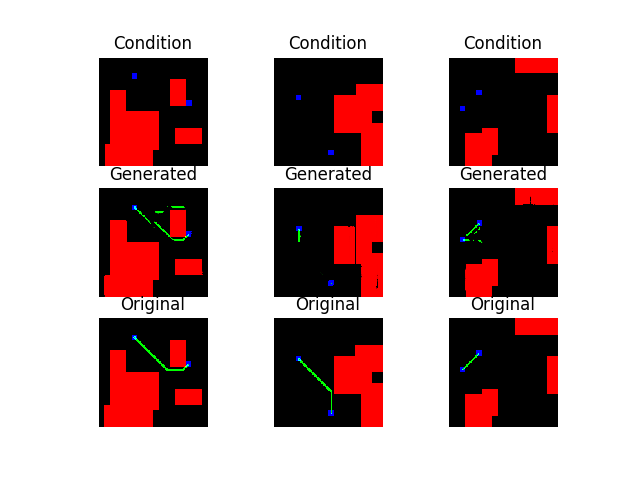 Condition Condition Condition
Generated Generated Generated
Original Original Original